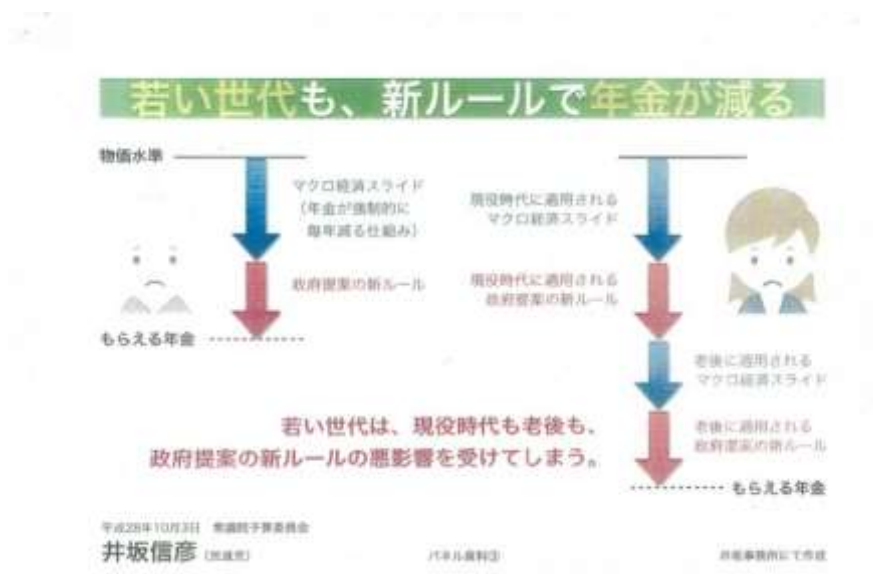 若い世代も、新ルールで年金が減る
物価水準
マクロ経済スライド
(年金が強制的に
毎年減る仕組み)
政府提案の新ルール
もらえる年金
現役時代に適用される
マクロ経済スライド
現役時代に適用される
政府提案の新ルール
老後に適用される
マクロ経済スライド
老後に適用される
政府提案の新ルール
もらえる年金
若い世代は、現役時代も老後も、
政府提案の新ルールの悪影響を受けてしまう。
平成28年10月3日 衆議院予算委員会
井坂信彦 (民進党)
パネル資料③
井坂事務所にて作成